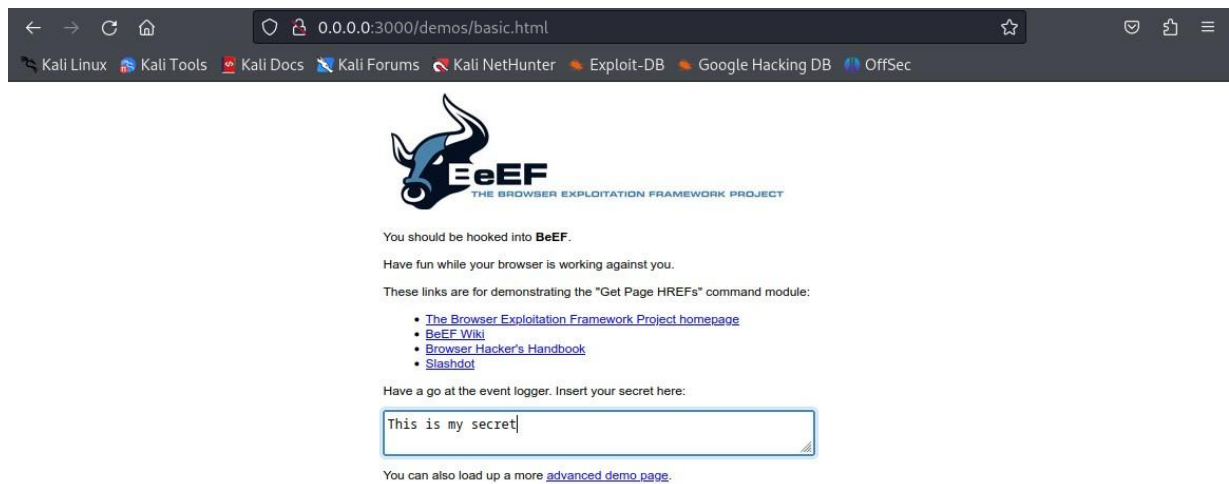 0.0.0.0:3000/demos/basic.html
Kali Linux Kali Tools Kali Docs Kali Forums Kali NetHunter Exploit-DB Google Hacking DB OffSec
BeEF
THE BROWSER EXPLOITATION FRAMEWORK PROJECT
You should be hooked into BeEF.
Have fun while your browser is working against you.
These links are for demonstrating the "Get Page HREFs" command module:
• The Browser Exploitation Framework Project homepage
• BeEF Wiki
• Browser Hacker's Handbook
• Slashdot
Have a go at the event logger. Insert your secret here:
This is my secret
You can also load up a more advanced demo page.